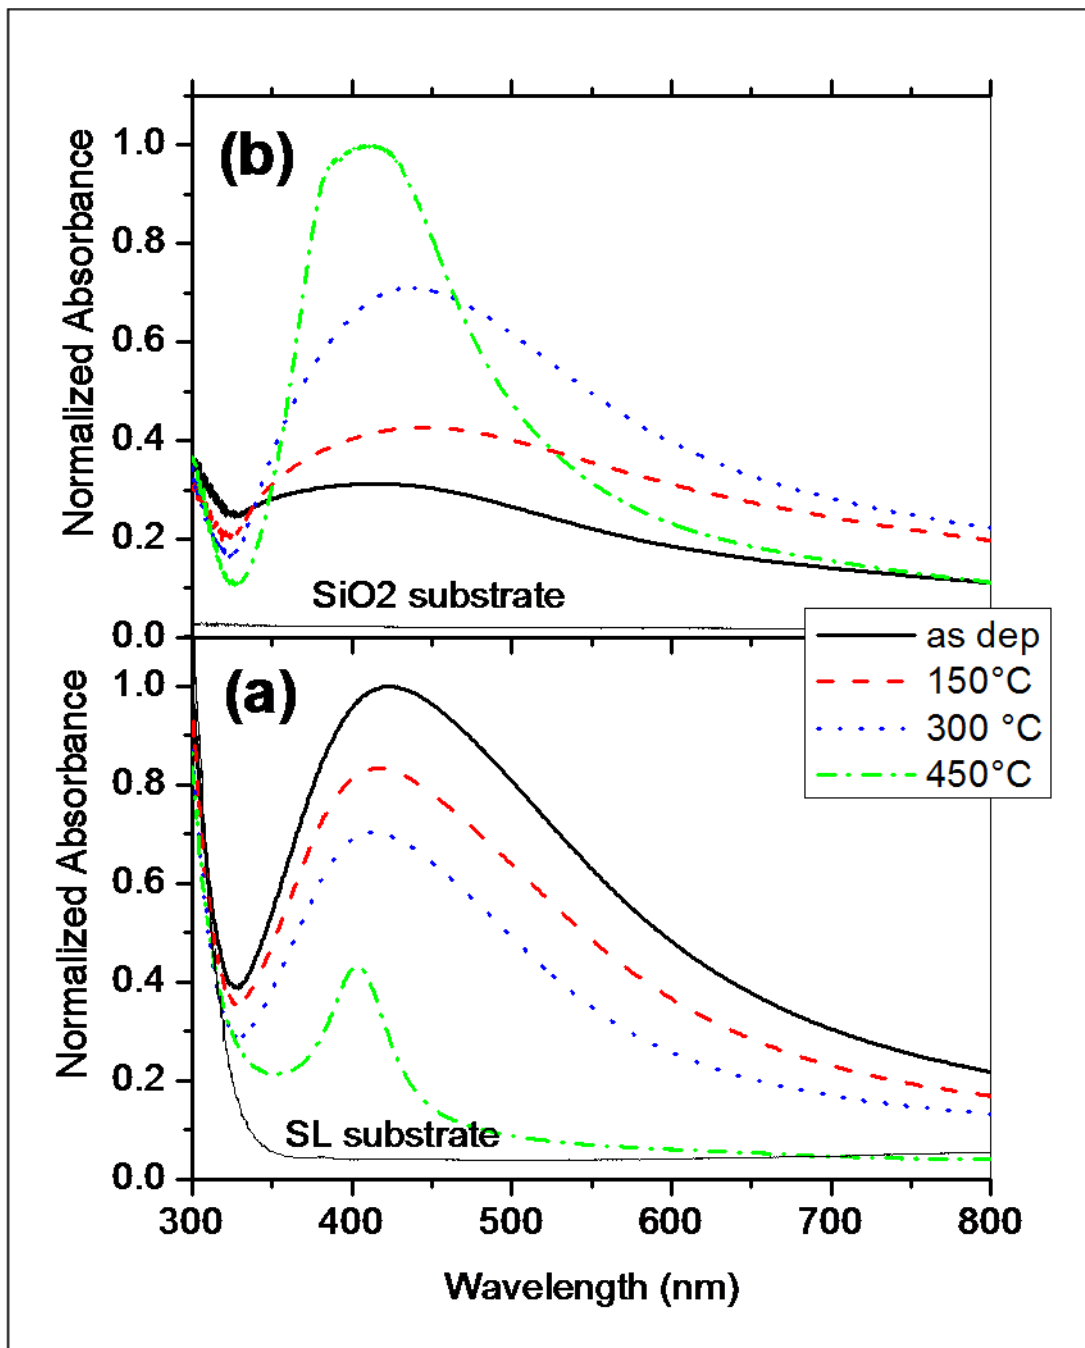 (b)
Normalized Absorbance
1.0
0.8
0.6
0.4
0.2
0.0
SiO2 substrate
as dep
150°C
300 °C
450°C
(a)
Normalized Absorbance
1.0
0.8
0.6
0.4
0.2
0.0
SL substrate
300 400 500 600 700 800
Wavelength (nm)